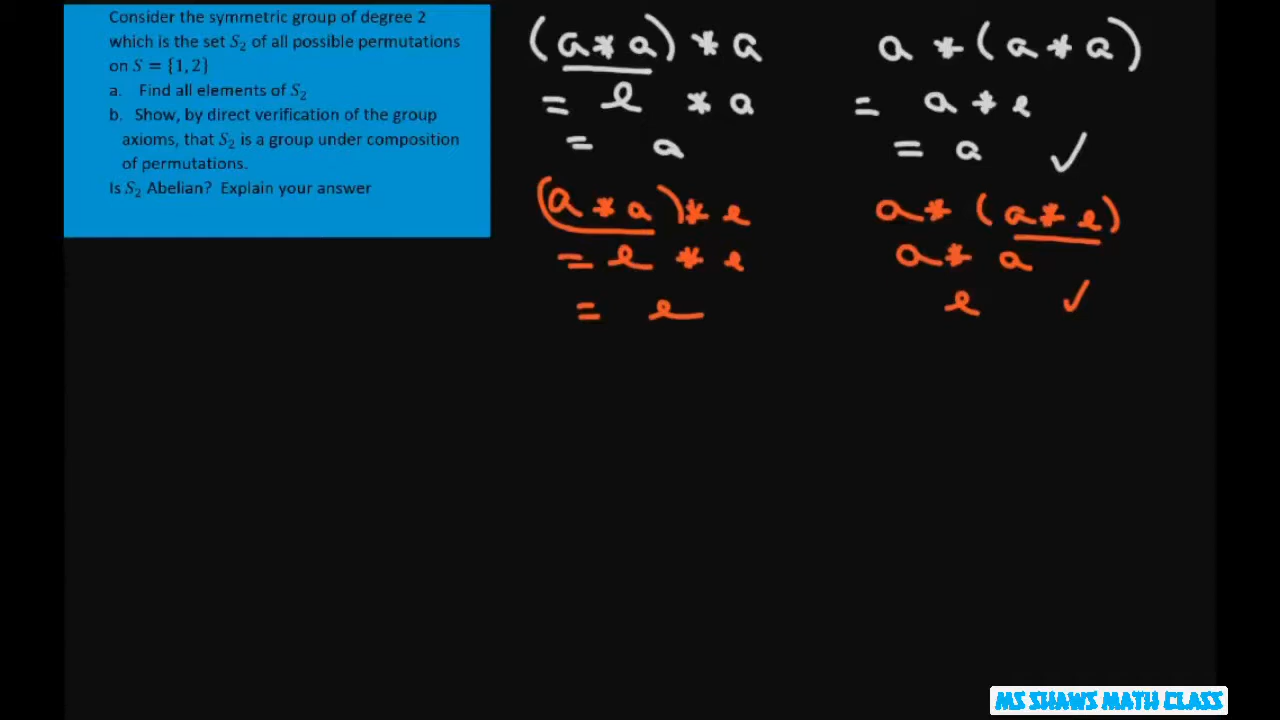 Consider the symmetric group of degree 2
which is the set S₂ of all possible permutations
on S = {1, 2}
a. Find all elements of S₂
b. Show, by direct verification of the group
axioms, that S₂ is a group under composition
of permutations.
Is S₂ Abelian? Explain your answer
(a * a) * a
= e * a
= a
a * (a * a)
= a * e
= a ✓
(a * a) * e
= e * e
= e
a * (a * e)
a * a
e ✓
MS SHAWS MATH CLASS